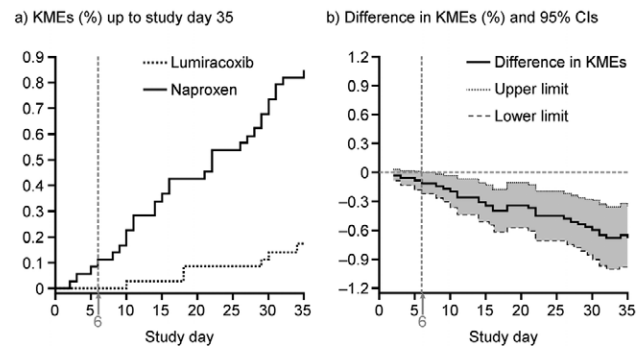 a) KMEs (%) up to study day 35
0.9
0.8
0.7
0.6
0.5
0.4
0.3
0.2
0.1
0
Lumiracoxib
Naproxen
0 5 10 15 20 25 30 35
6
Study day
b) Difference in KMEs (%) and 95% CIs
1.2
0.9
0.6
0.3
0
−0.3
−0.6
−0.9
−1.2
Difference in KMEs
Upper limit
Lower limit
0 5 10 15 20 25 30 35
6
Study day